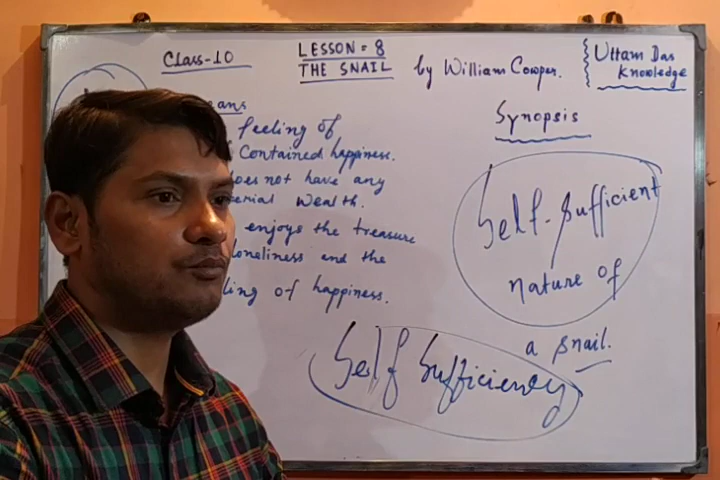 Class-10
LESSON = 8
THE SNAIL
by William Cowper.
Uttam Das
Knowledge
feeling of
Contained happiness.
does not have any
wealth.
enjoys the treasure
loneliness and the
of happiness.
Synopsis
Self-Sufficient
nature of
a snail.
Self Sufficiency